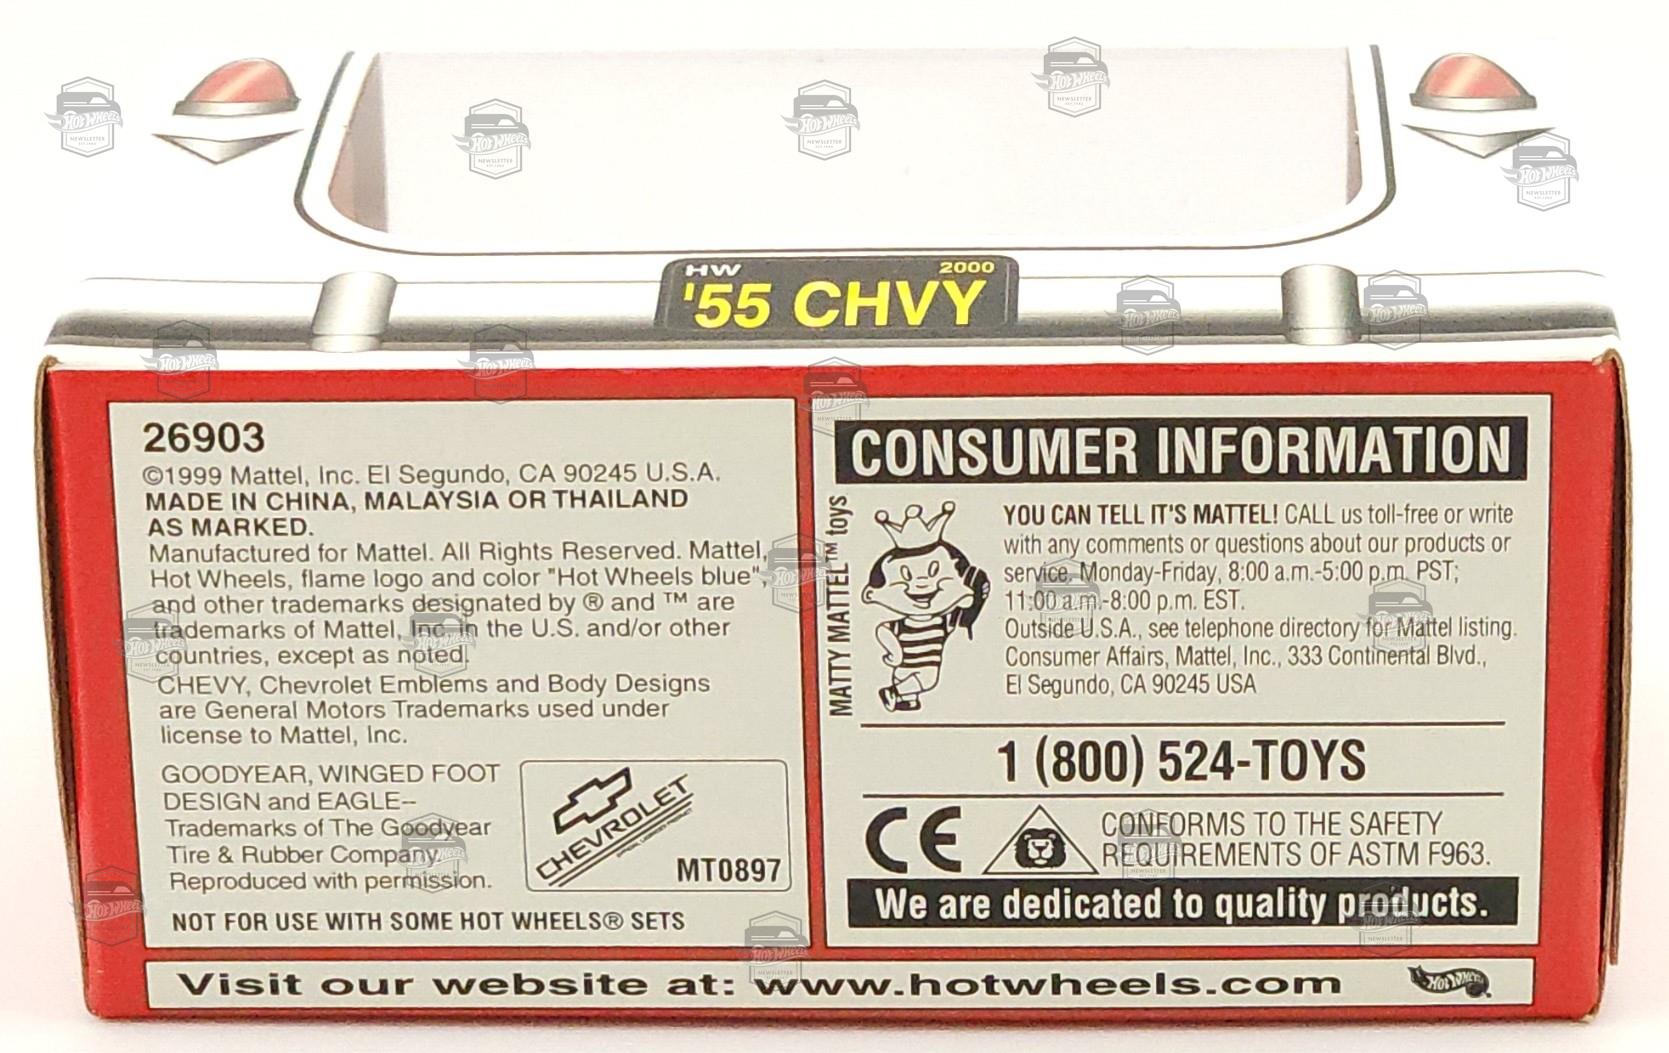 HW 2000
'55 CHVY
26903
©1999 Mattel, Inc. El Segundo, CA 90245 U.S.A.
MADE IN CHINA, MALAYSIA OR THAILAND
AS MARKED.
Manufactured for Mattel. All Rights Reserved. Mattel,
Hot Wheels, flame logo and color "Hot Wheels blue",
and other trademarks designated by ® and ™ are
trademarks of Mattel, Inc. in the U.S. and/or other
countries, except as noted.
CHEVY, Chevrolet Emblems and Body Designs
are General Motors Trademarks used under
license to Mattel, Inc.
GOODYEAR, WINGED FOOT
DESIGN and EAGLE--
Trademarks of The Goodyear
Tire & Rubber Company.
Reproduced with permission.
CHEVROLET
MT0897
NOT FOR USE WITH SOME HOT WHEELS® SETS
CONSUMER INFORMATION
MATTY MATTEL™ toys
YOU CAN TELL IT'S MATTEL! CALL us toll-free or write
with any comments or questions about our products or
service, Monday-Friday, 8:00 a.m.-5:00 p.m. PST;
11:00 a.m.-8:00 p.m. EST.
Outside U.S.A., see telephone directory for Mattel listing.
Consumer Affairs, Mattel, Inc., 333 Continental Blvd.,
El Segundo, CA 90245 USA
1 (800) 524-TOYS
CE
CONFORMS TO THE SAFETY
REQUIREMENTS OF ASTM F963.
We are dedicated to quality products.
Visit our website at: www.hotwheels.com
Hot Wheels
Hot Wheels
NEWSLETTER